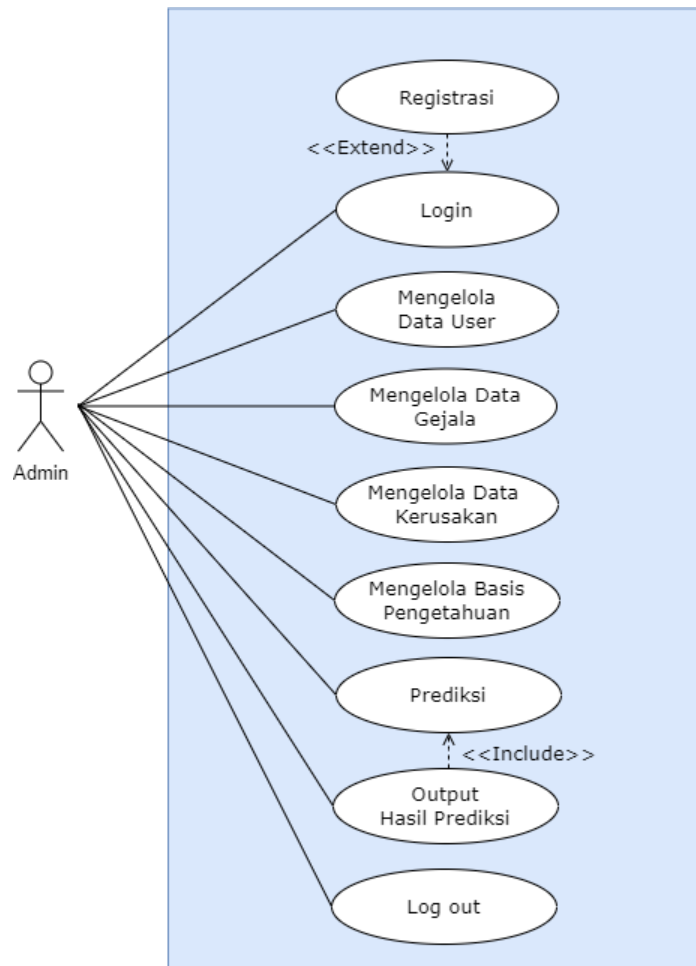 Registrasi
<<Extend>>
Login
Mengelola
Data User
Mengelola Data
Gejala
Admin
Mengelola Data
Kerusakan
Mengelola Basis
Pengetahuan
Prediksi
<<Include>>
Output
Hasil Prediksi
Log out